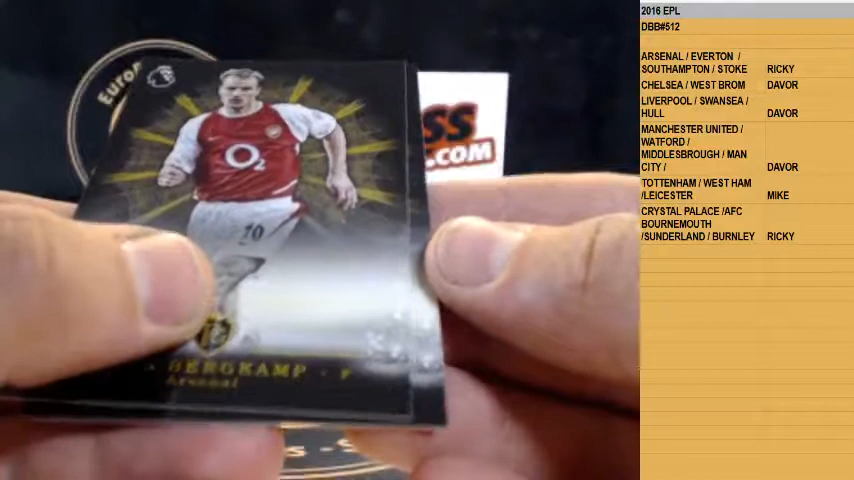 Euro
SS
.COM
O2
10
BERGKAMP - F
Arsenal
2016 EPL
DBB#512
ARSENAL / EVERTON /
SOUTHAMPTON / STOKE RICKY
CHELSEA / WEST BROM DAVOR
LIVERPOOL / SWANSEA /
HULL DAVOR
MANCHESTER UNITED /
WATFORD /
MIDDLESBROUGH / MAN
CITY / DAVOR
TOTTENHAM / WEST HAM
/LEICESTER MIKE
CRYSTAL PALACE /AFC
BOURNEMOUTH
/SUNDERLAND / BURNLEY RICKY